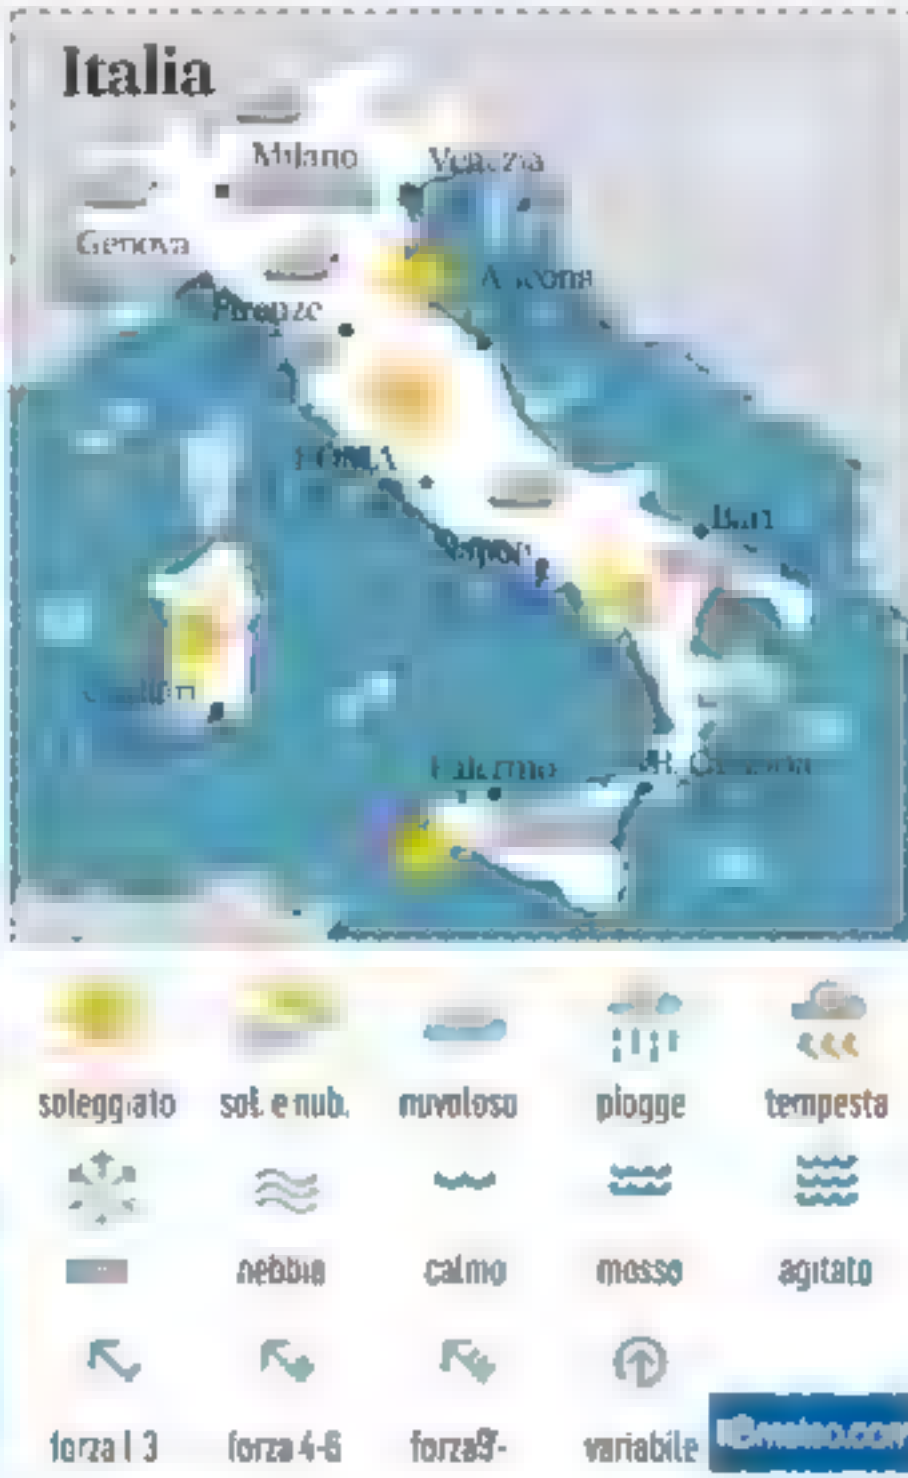 Italia
Milano
Venezia
Genova
Ancona
Firenze
ROMA
Bari
Palermo
soleggiato sol. e nub. nuvoloso piogge tempesta
nebbia calmo mosso agitato
forza 1-3 forza 4-6 variabile